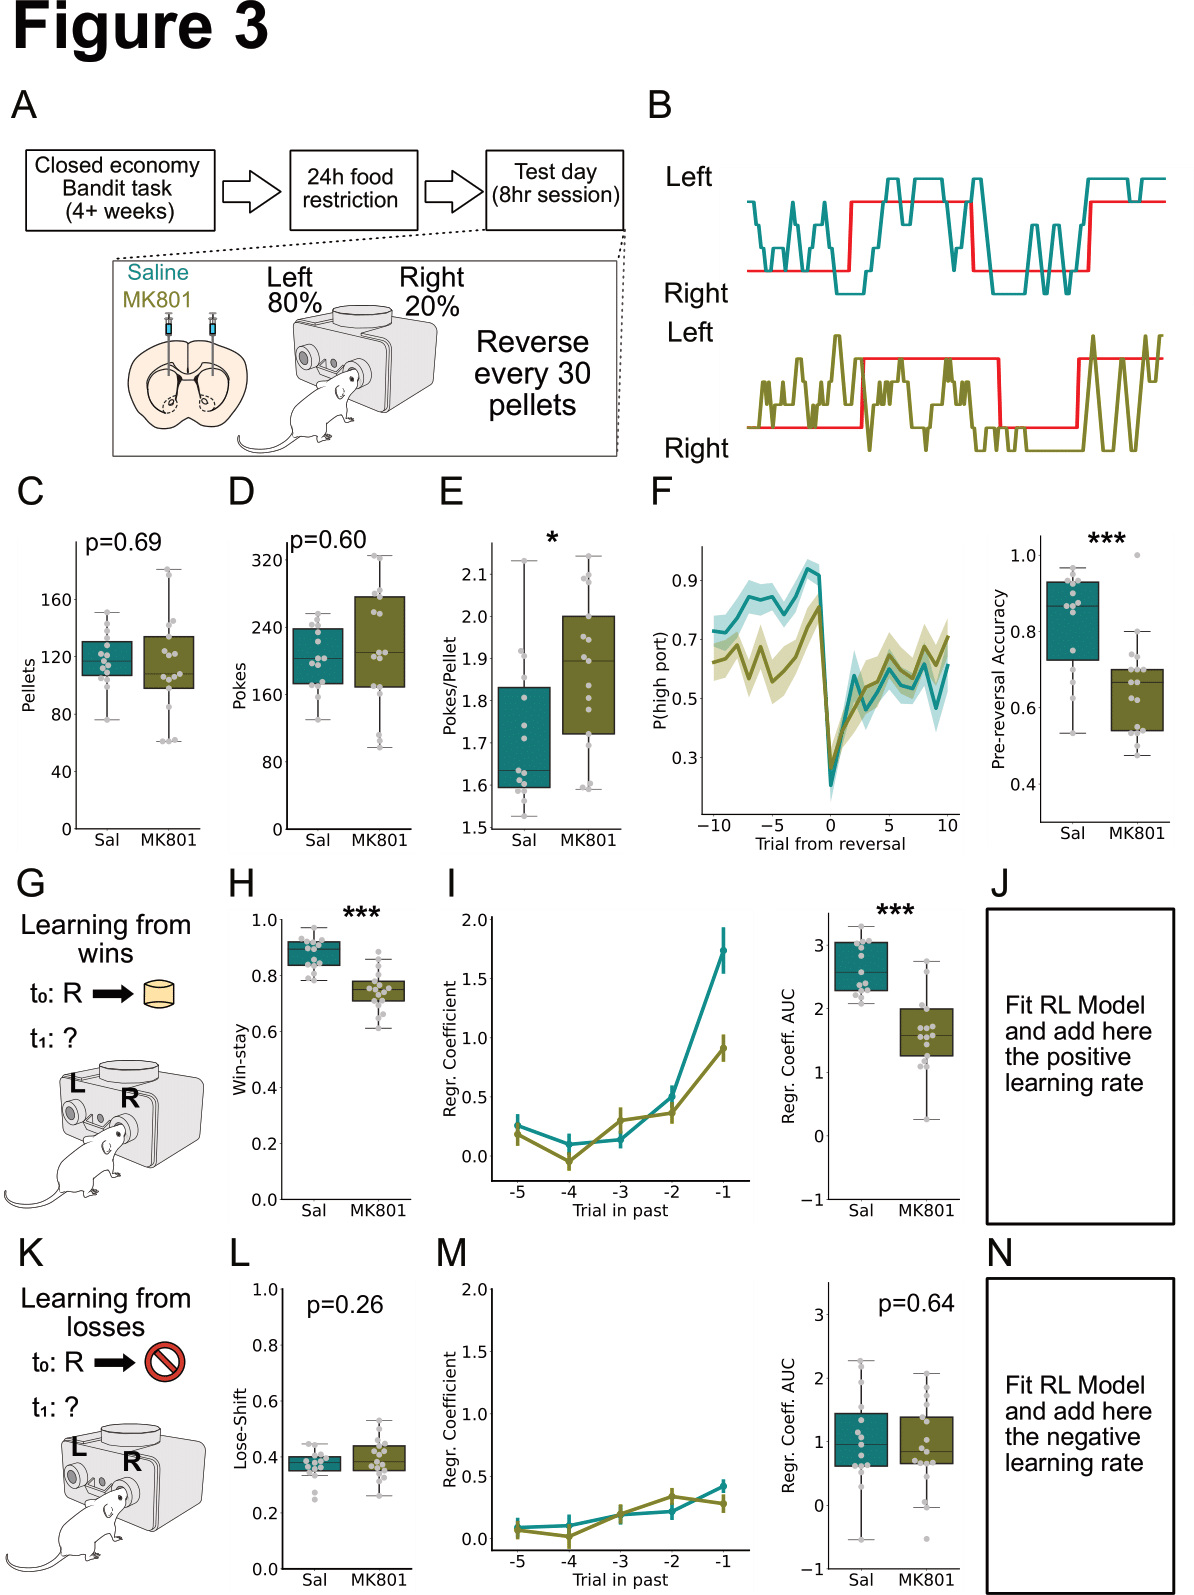 Figure 3
A
Closed economy
Bandit task
(4+ weeks)
24h food
restriction
Test day
(8hr session)
Saline
MK801
Left
80%
Right
20%
Reverse
every 30
pellets
B
Left
Right
Left
Right
C
p=0.69
Pellets
160
120
80
40
0
Sal
MK801
D
p=0.60
Pokes
320
240
160
80
0
Sal
MK801
E
*
Pokes/Pellet
2.1
2.0
1.9
1.8
1.7
1.6
1.5
Sal
MK801
F
P(high port)
0.9
0.7
0.5
0.3
−10
−5
0
5
10
Trial from reversal
***
Pre-reversal Accuracy
1.0
0.8
0.6
0.4
Sal
MK801
G
Learning from
wins
t₀: R
t₁: ?
L
R
H
***
Win-stay
1.0
0.8
0.6
0.4
0.2
0.0
Sal
MK801
I
Regr. Coefficient
2.0
1.5
1.0
0.5
0.0
-5
-4
-3
-2
-1
Trial in past
***
Regr. Coeff. AUC
3
2
1
0
−1
Sal
MK801
J
Fit RL Model
and add here
the positive
learning rate
K
Learning from
losses
t₀: R
t₁: ?
L
R
L
p=0.26
Lose-Shift
1.0
0.8
0.6
0.4
0.2
0.0
Sal
MK801
M
Regr. Coefficient
2.0
1.5
1.0
0.5
0.0
-5
-4
-3
-2
-1
Trial in past
p=0.64
Regr. Coeff. AUC
3
2
1
0
−1
Sal
MK801
N
Fit RL Model
and add here
the negative
learning rate